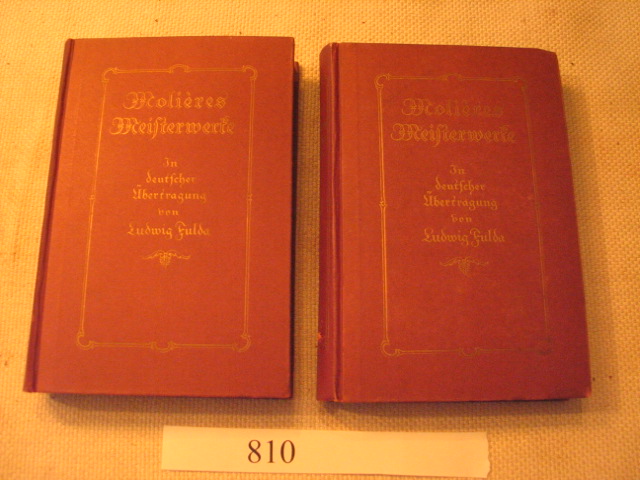 Molières
Meisterwerke
In
deutscher
Übertragung
von
Ludwig Fulda
Molières
Meisterwerke
In
deutscher
Übertragung
von
Ludwig Fulda
810